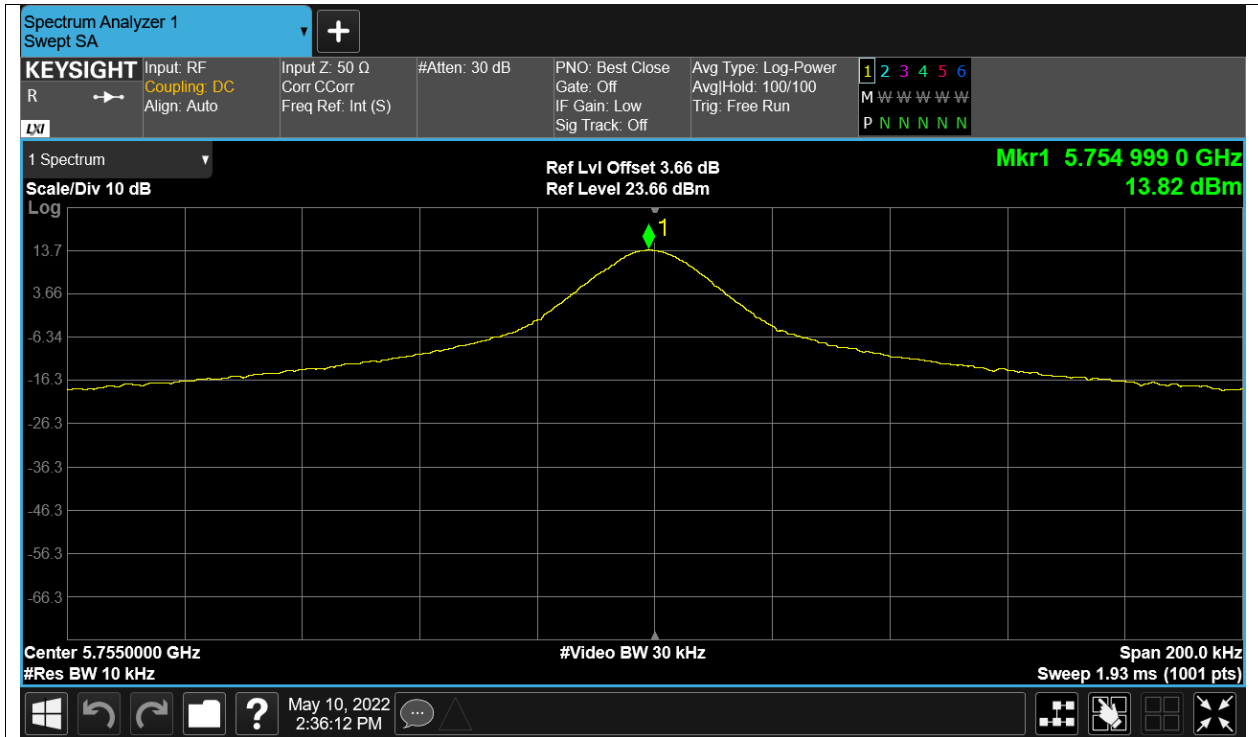 Spectrum Analyzer 1
Swept SA
▼
+
KEYSIGHT
R
LXI
Input: RF
Coupling: DC
Align: Auto
Input Z: 50 Ω
Corr CCorr
Freq Ref: Int (S)
#Atten: 30 dB
PNO: Best Close
Gate: Off
IF Gain: Low
Sig Track: Off
Avg Type: Log-Power
Avg|Hold: 100/100
Trig: Free Run
1 2 3 4 5 6
M W W W W W
P N N N N N
1 Spectrum ▼
Scale/Div 10 dB
Log
Ref Lvl Offset 3.66 dB
Ref Level 23.66 dBm
Mkr1 5.754 999 0 GHz
13.82 dBm
1
13.7
3.66
-6.34
-16.3
-26.3
-36.3
-46.3
-56.3
-66.3
Center 5.7550000 GHz
#Res BW 10 kHz
#Video BW 30 kHz
Span 200.0 kHz
Sweep 1.93 ms (1001 pts)
?
May 10, 2022
2:36:12 PM